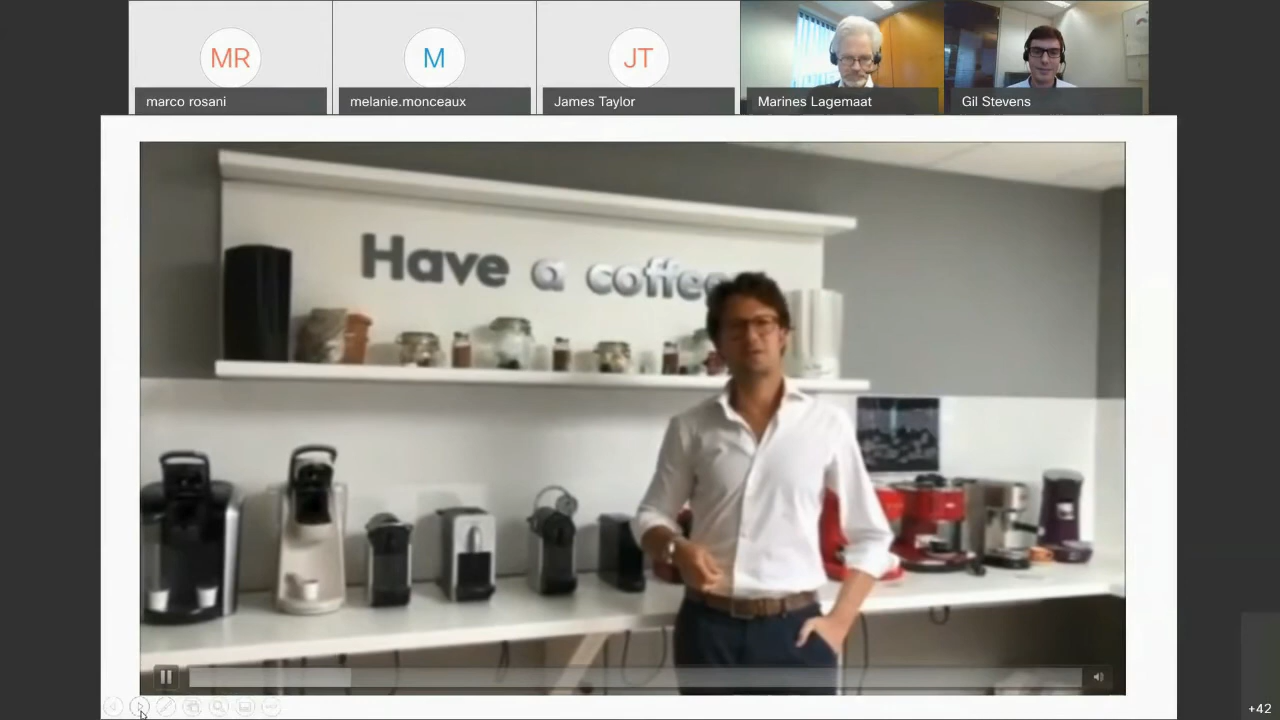 MR
M
JT
marco rosani
melanie.monceaux
James Taylor
Marines Lagemaat
Gil Stevens
Have a coffee
+42